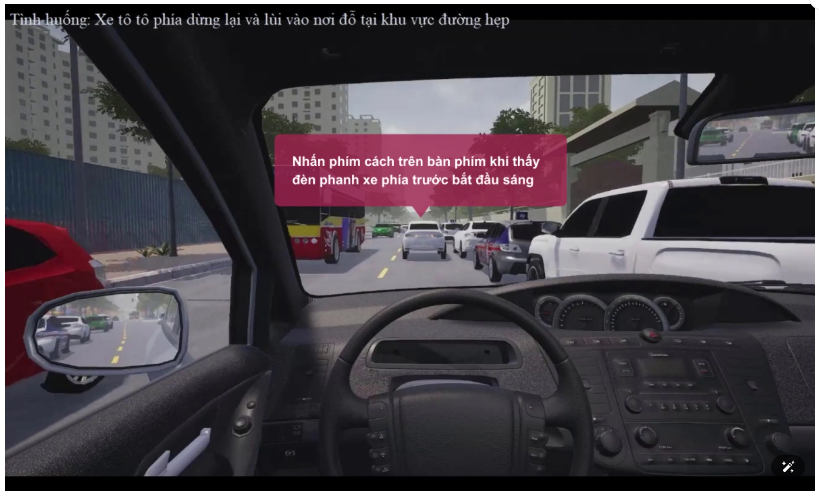 Tình huống: Xe tô tô phía dừng lại và lùi vào nơi đỗ tại khu vực đường hẹp
Nhấn phím cách trên bàn phím khi thấy
đèn phanh xe phía trước bắt đầu sáng